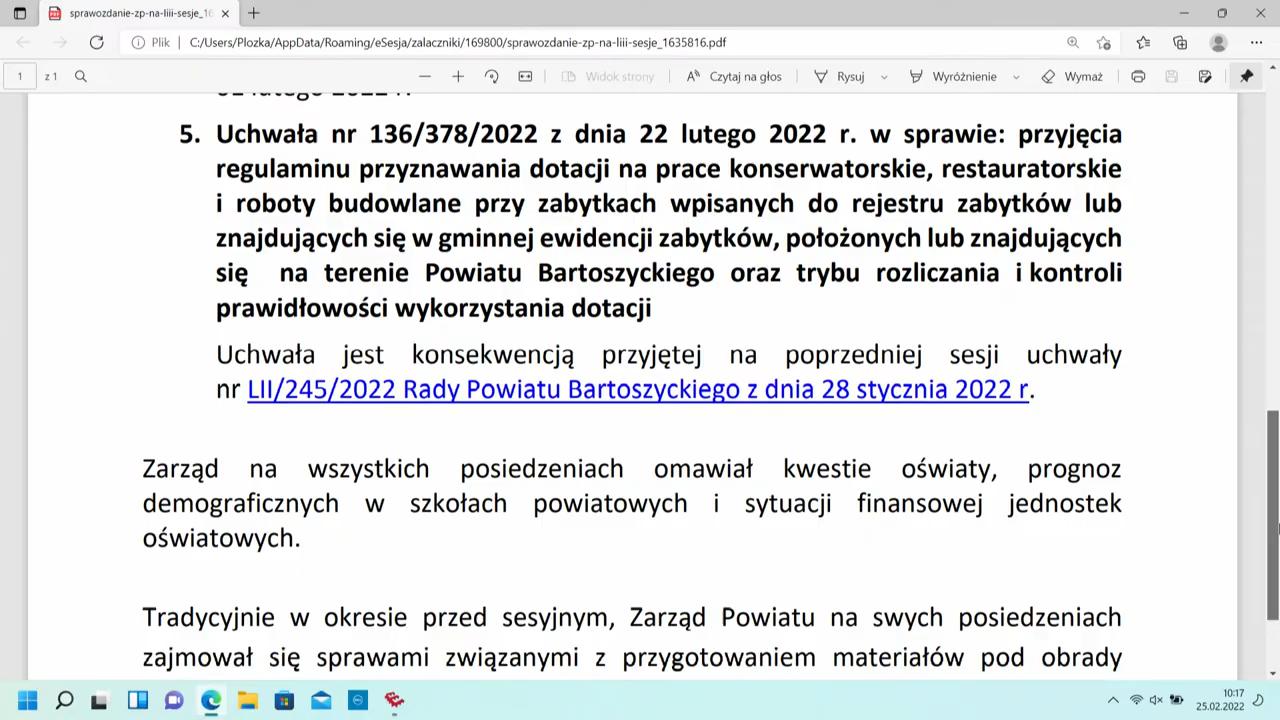 sprawozdanie-zp-na-liii-sesje_16
Plik
C:/Users/Plozka/AppData/Roaming/eSesja/zalaczniki/169800/sprawozdanie-zp-na-liii-sesje_1635816.pdf
1 z 1
Widok strony
Czytaj na głos
Rysuj
Wyróżnienie
Wymaż
5. Uchwała nr 136/378/2022 z dnia 22 lutego 2022 r. w sprawie: przyjęcia
regulaminu przyznawania dotacji na prace konserwatorskie, restauratorskie
i roboty budowlane przy zabytkach wpisanych do rejestru zabytków lub
znajdujących się w gminnej ewidencji zabytków, położonych lub znajdujących
się na terenie Powiatu Bartoszyckiego oraz trybu rozliczania i kontroli
prawidłowości wykorzystania dotacji
Uchwała jest konsekwencją przyjętej na poprzedniej sesji uchwały
nr LII/245/2022 Rady Powiatu Bartoszyckiego z dnia 28 stycznia 2022 r.
Zarząd na wszystkich posiedzeniach omawiał kwestie oświaty, prognoz
demograficznych w szkołach powiatowych i sytuacji finansowej jednostek
oświatowych.
Tradycyjnie w okresie przed sesyjnym, Zarząd Powiatu na swych posiedzeniach
zajmował się sprawami związanymi z przygotowaniem materiałów pod obrady
10:17
25.02.2022